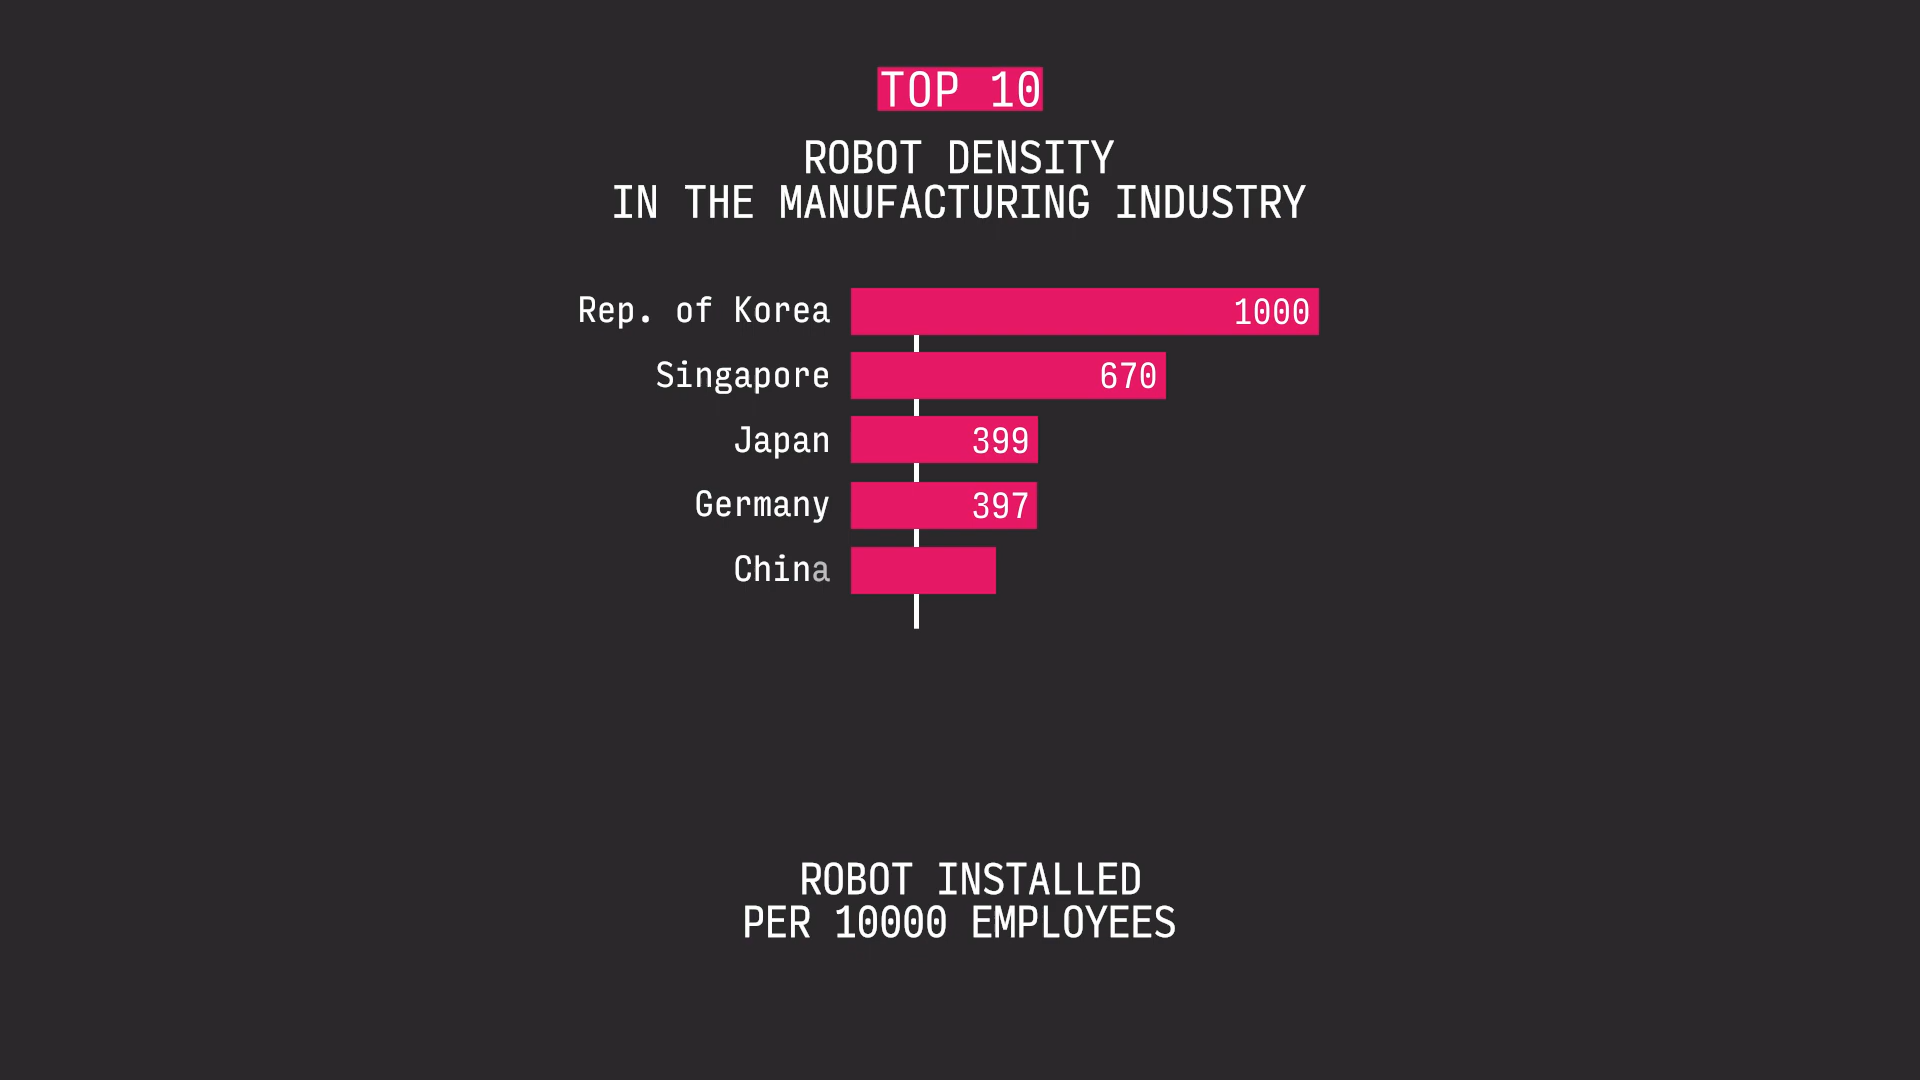 TOP 10
ROBOT DENSITY
IN THE MANUFACTURING INDUSTRY
Rep. of Korea 1000
Singapore 670
Japan 399
Germany 397
China
ROBOT INSTALLED
PER 10000 EMPLOYEES